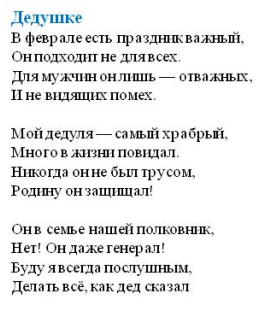 Дедушке
В феврале есть праздник важный,
Он подходит не для всех.
Для мужчин он лишь — отважных,
И не видящих помех.

Мой дедуля — самый храбрый,
Много в жизни повидал.
Никогда он не был трусом,
Родину он защищал!

Он в семье нашей полковник,
Нет! Он даже генерал!
Буду я всегда послушным,
Делать всё, как дед сказал